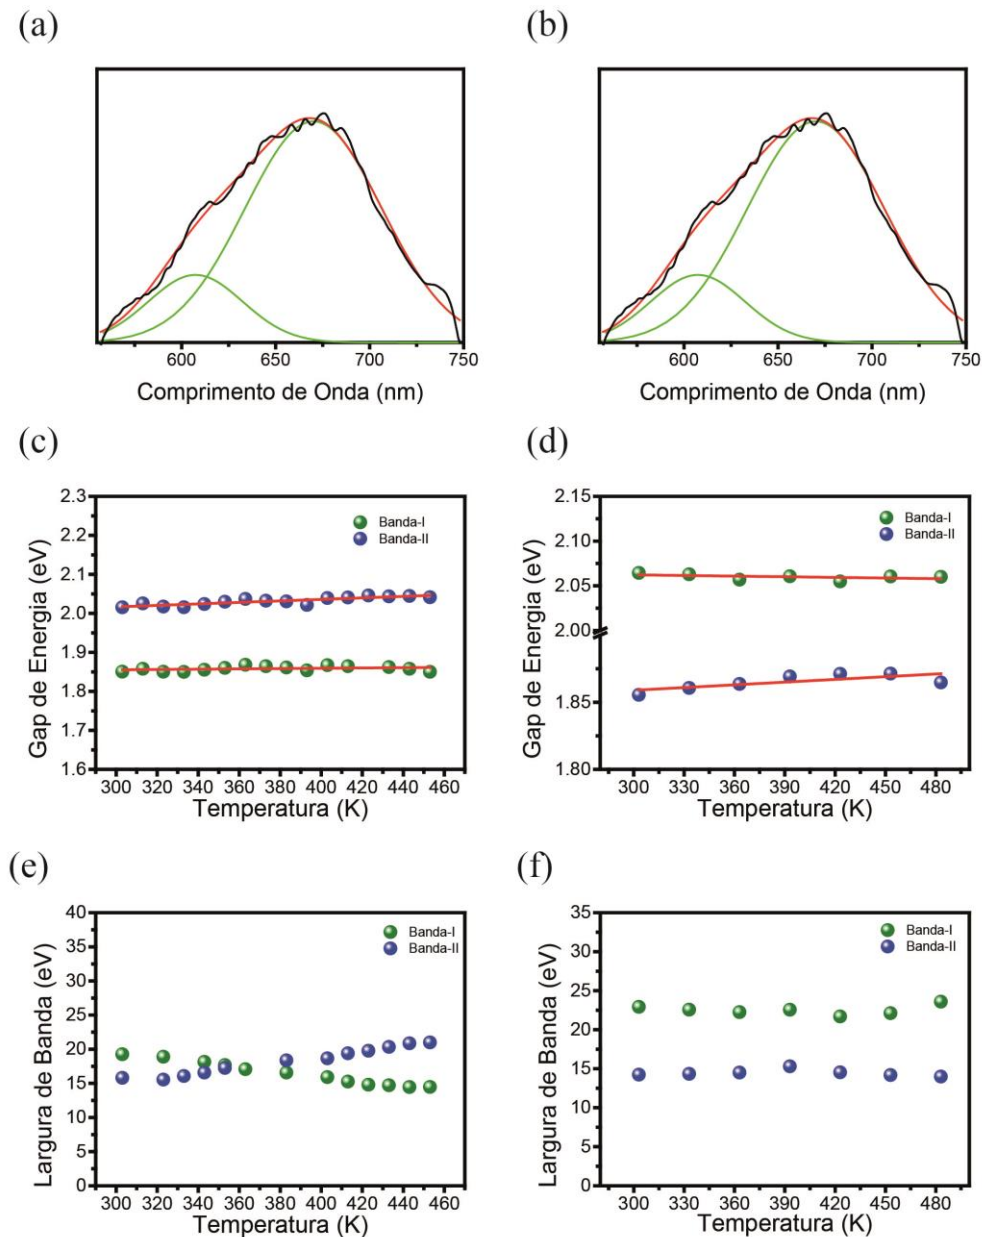 (a)
(b)
600 650 700 750
600 650 700 750
Comprimento de Onda (nm)
Comprimento de Onda (nm)
(c)
(d)
Gap de Energia (eV)
2.3
2.2
2.1
2.0
1.9
1.8
1.7
1.6
Banda-I
Banda-II
300 320 340 360 380 400 420 440 460
Temperatura (K)
Gap de Energia (eV)
2.15
2.10
2.05
2.00
1.85
1.80
Banda-I
Banda-II
300 330 360 390 420 450 480
Temperatura (K)
(e)
(f)
Largura de Banda (eV)
40
35
30
25
20
15
10
5
0
Banda-I
Banda-II
300 320 340 360 380 400 420 440 460
Temperatura (K)
Largura de Banda (eV)
35
30
25
20
15
10
5
0
Banda-I
Banda-II
300 330 360 390 420 450 480
Temperatura (K)